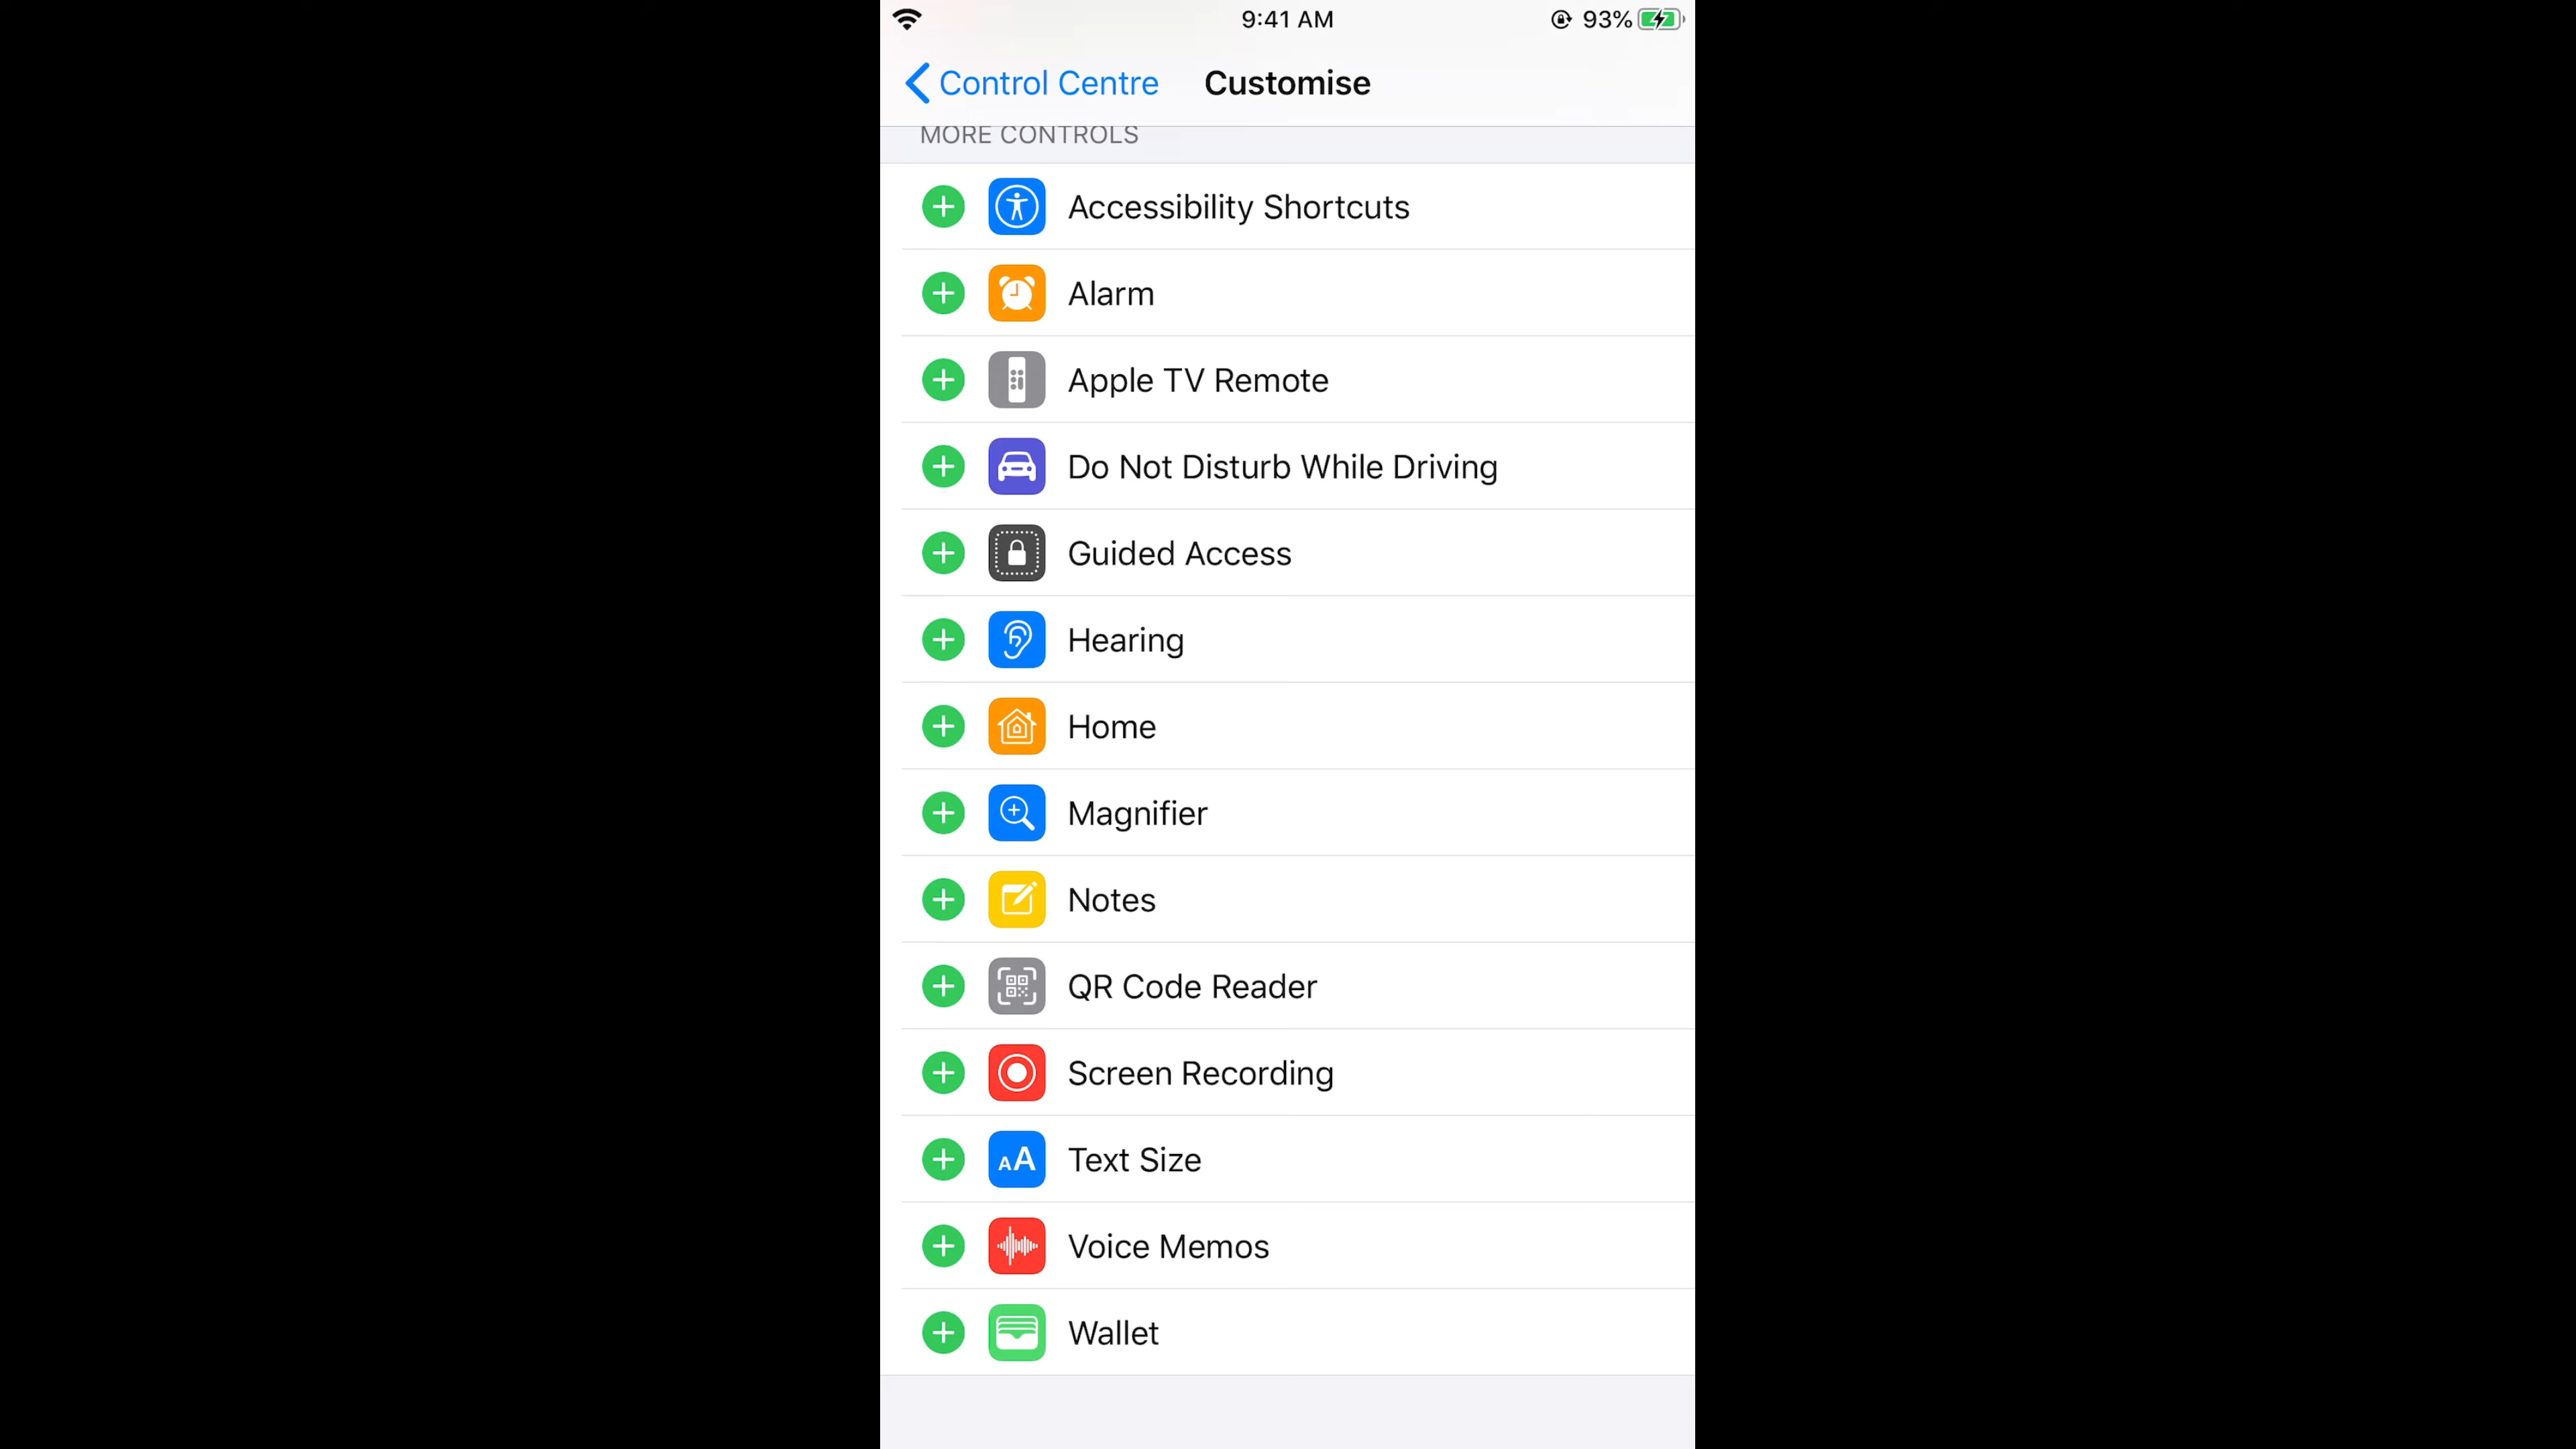 9:41 AM 93%
Control Centre Customise
MORE CONTROLS
Accessibility Shortcuts
Alarm
Apple TV Remote
Do Not Disturb While Driving
Guided Access
Hearing
Home
Magnifier
Notes
QR Code Reader
Screen Recording
AA Text Size
Voice Memos
Wallet